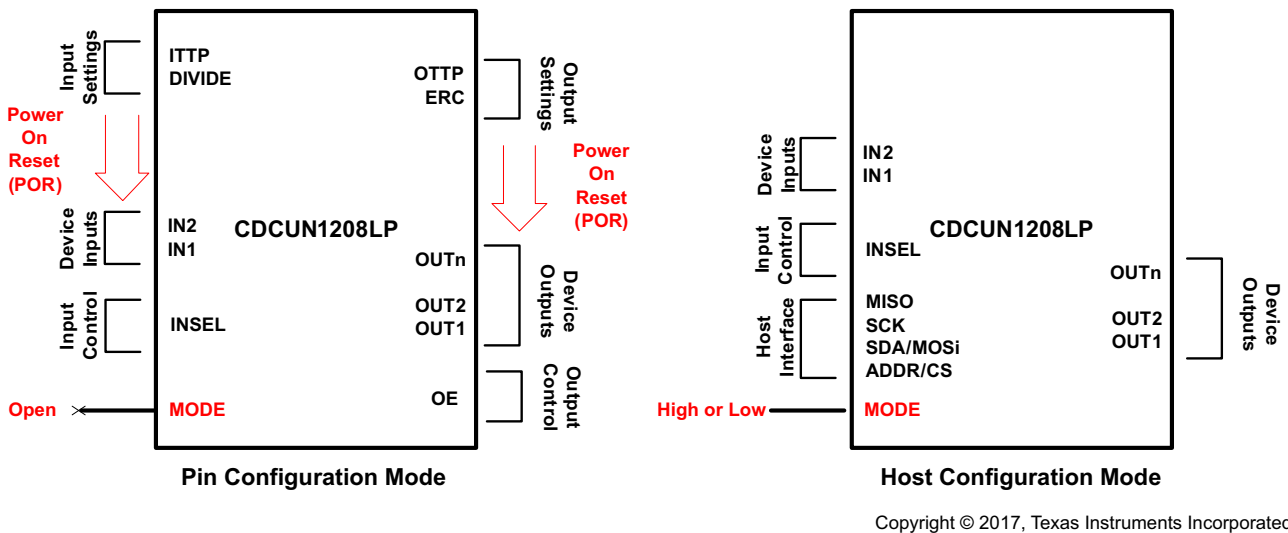 Input
Settings
ITTP
DIVIDE
OTTP
ERC
Output
Settings
Power
On
Reset
(POR)
Power
On
Reset
(POR)
Device
Inputs
IN2
IN1
CDCUN1208LP
OUTn
OUT2
OUT1
Device
Outputs
Input
Control
INSEL
OE
Output
Control
Open
MODE
Pin Configuration Mode
Device
Inputs
IN2
IN1
CDCUN1208LP
Input
Control
INSEL
OUTn
OUT2
OUT1
Device
Outputs
Host
Interface
MISO
SCK
SDA/MOSi
ADDR/CS
High or Low
MODE
Host Configuration Mode
Copyright © 2017, Texas Instruments Incorporated